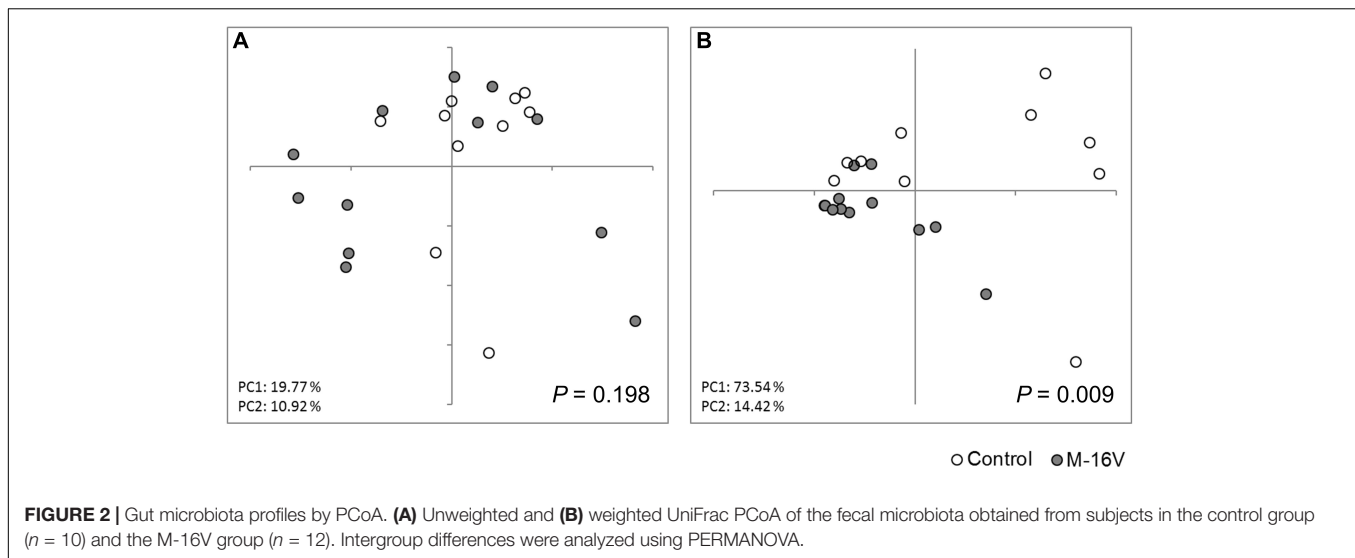 A
PC1: 19.77%
PC2: 10.92%
P = 0.198
B
PC1: 73.54%
PC2: 14.42%
P = 0.009
Control M-16V
FIGURE 2 | Gut microbiota profiles by PCoA. (A) Unweighted and (B) weighted UniFrac PCoA of the fecal microbiota obtained from subjects in the control group
(n = 10) and the M-16V group (n = 12). Intergroup differences were analyzed using PERMANOVA.